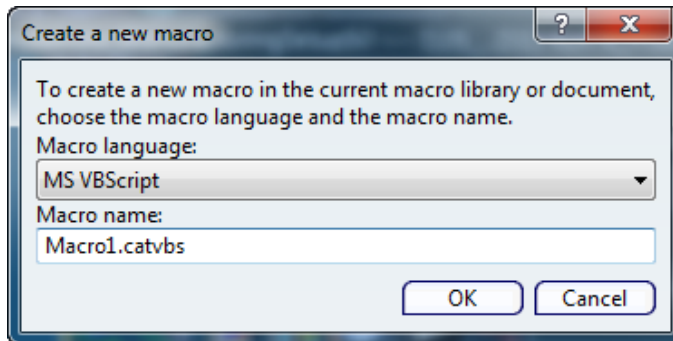 Create a new macro
?
X
To create a new macro in the current macro library or document,
choose the macro language and the macro name.
Macro language:
MS VBScript
Macro name:
Macro1.catvbs
OK
Cancel